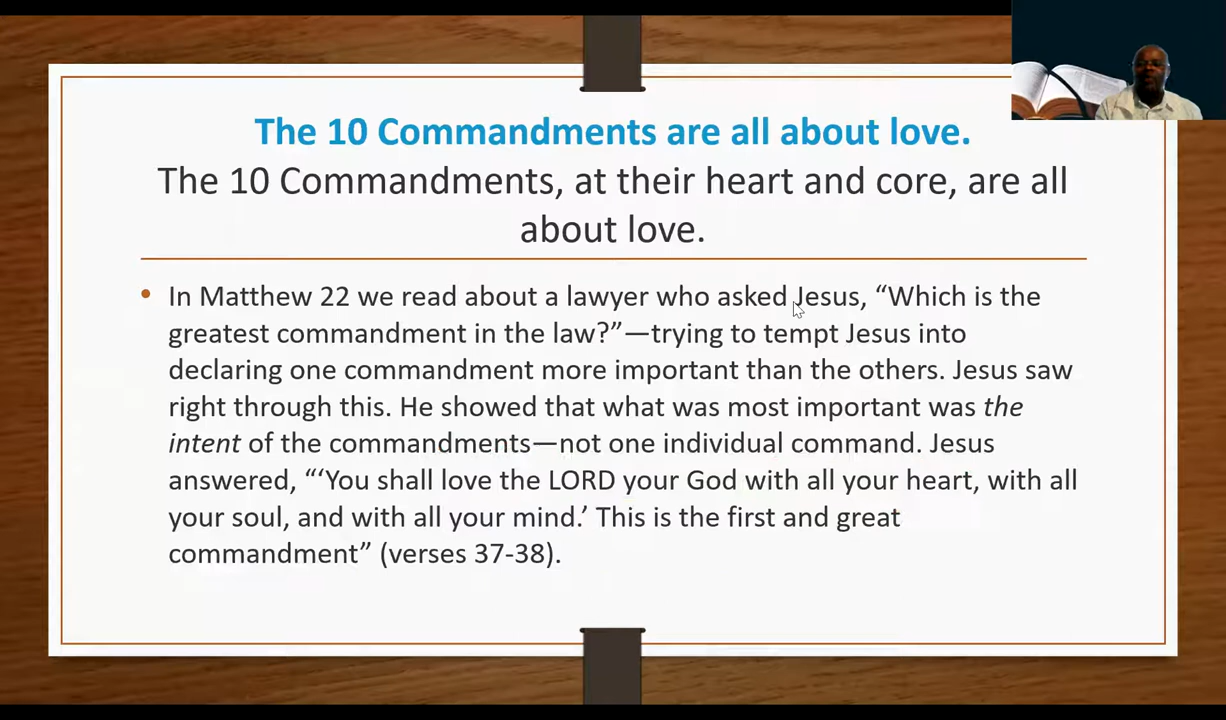 The 10 Commandments are all about love.
The 10 Commandments, at their heart and core, are all
about love.
• In Matthew 22 we read about a lawyer who asked Jesus, “Which is the
greatest commandment in the law?”—trying to tempt Jesus into
declaring one commandment more important than the others. Jesus saw
right through this. He showed that what was most important was the
intent of the commandments—not one individual command. Jesus
answered, “‘You shall love the LORD your God with all your heart, with all
your soul, and with all your mind.’ This is the first and great
commandment” (verses 37-38).